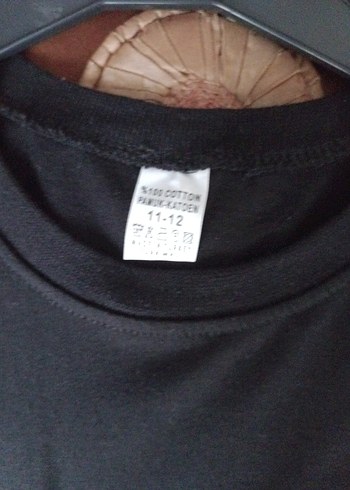 %100 COTTON
PAMUK-KATOEN
11-12